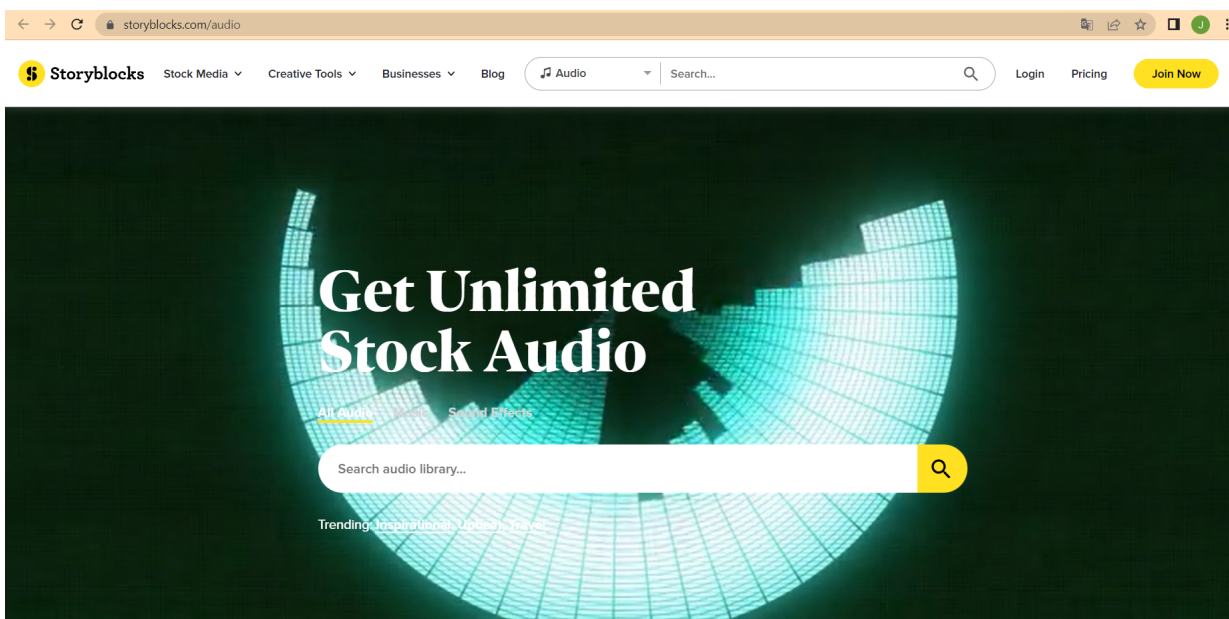 storyblocks.com/audio
J
Storyblocks Stock Media Creative Tools Businesses Blog Audio Search... Login Pricing Join Now
Get Unlimited
Stock Audio
All Audio Music Sound Effects
Search audio library...
Trending: Inspirational, Upbeat, Travel